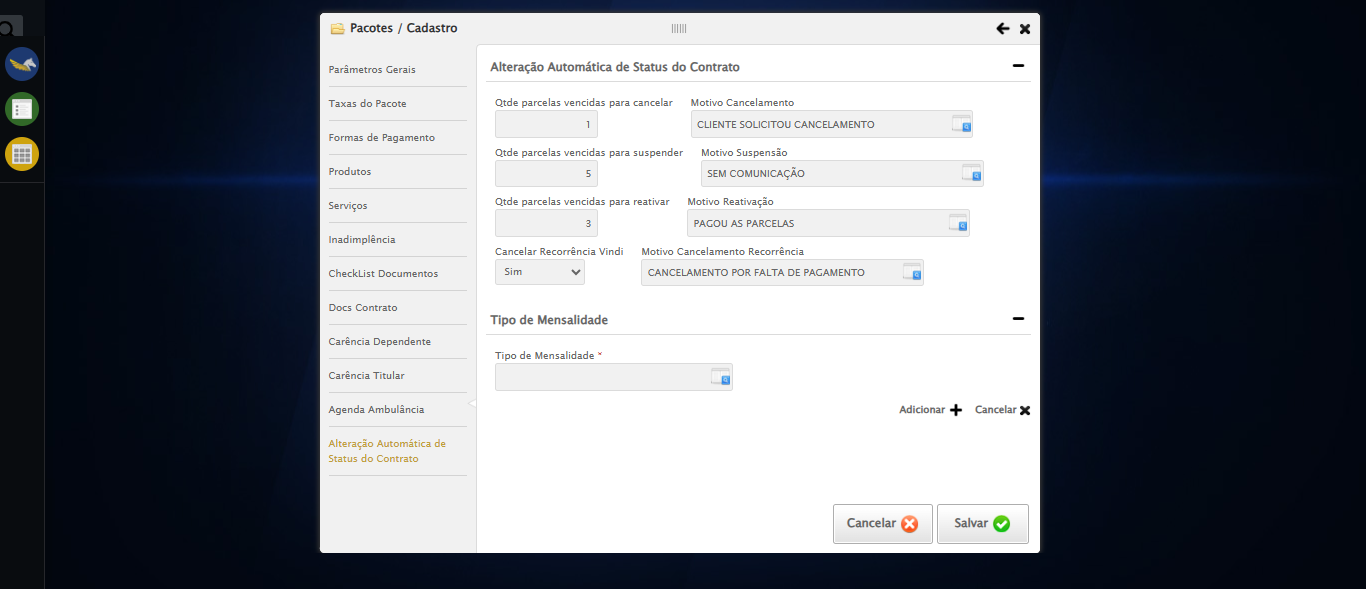 Pacotes / Cadastro
Parâmetros Gerais
Taxas do Pacote
Formas de Pagamento
Produtos
Serviços
Inadimplência
CheckList Documentos
Docs Contrato
Carência Dependente
Carência Titular
Agenda Ambulância
Alteração Automática de
Status do Contrato
Alteração Automática de Status do Contrato
Qtde parcelas vencidas para cancelar Motivo Cancelamento
1 CLIENTE SOLICITOU CANCELAMENTO
Qtde parcelas vencidas para suspender Motivo Suspensão
5 SEM COMUNICAÇÃO
Qtde parcelas vencidas para reativar Motivo Reativação
3 PAGOU AS PARCELAS
Cancelar Recorrência Vindi Motivo Cancelamento Recorrência
Sim CANCELAMENTO POR FALTA DE PAGAMENTO
Tipo de Mensalidade
Tipo de Mensalidade *
Adicionar Cancelar
Cancelar Salvar